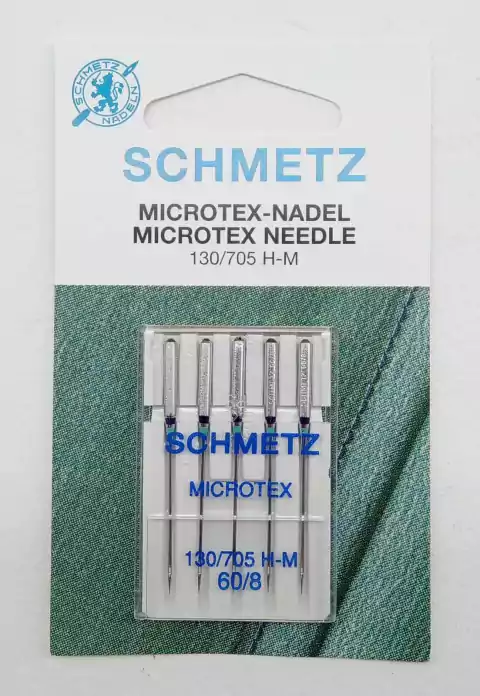 SCHMETZ
NADELN
SCHMETZ
MICROTEX-NADEL
MICROTEX NEEDLE
130/705 H-M
SCHMETZ
MICROTEX
130/705 H-M
60/8